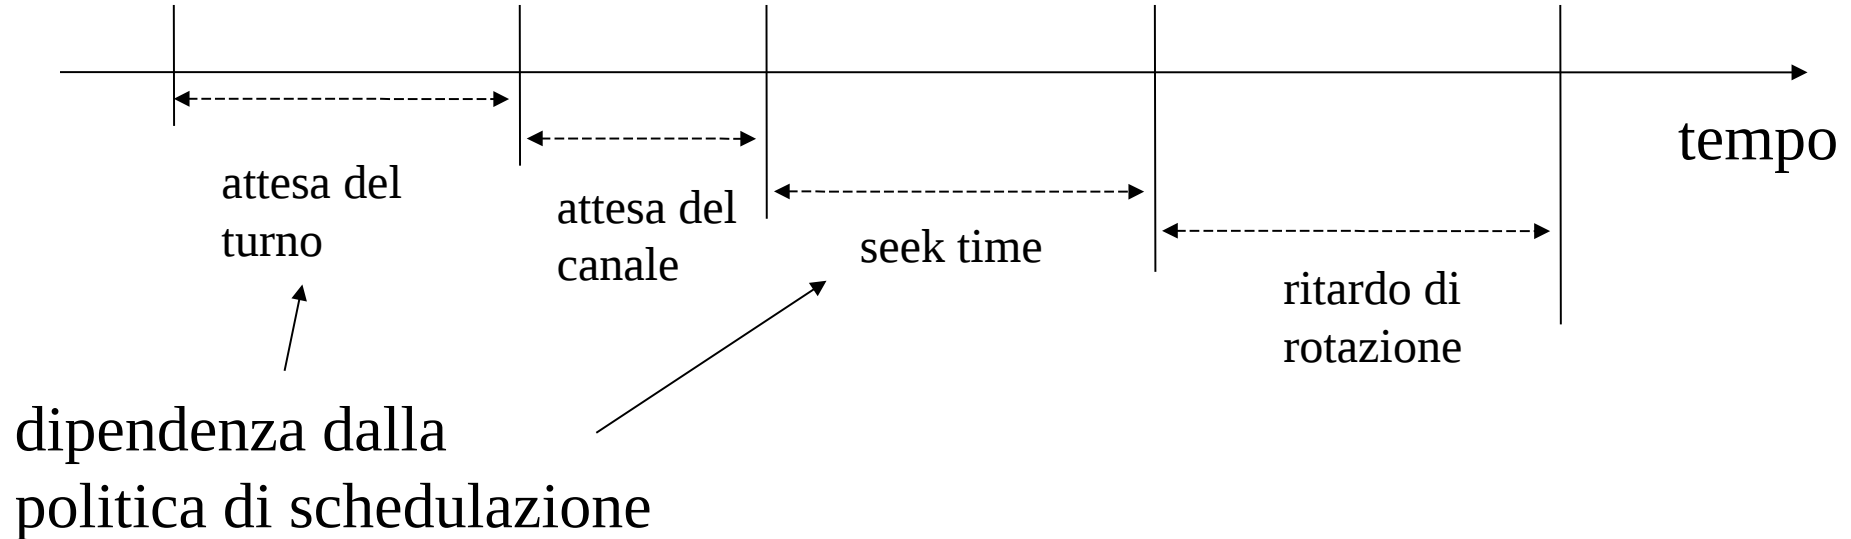 tempo
attesa del
turno
attesa del
canale
seek time
ritardo di
rotazione
dipendenza dalla
politica di schedulazione